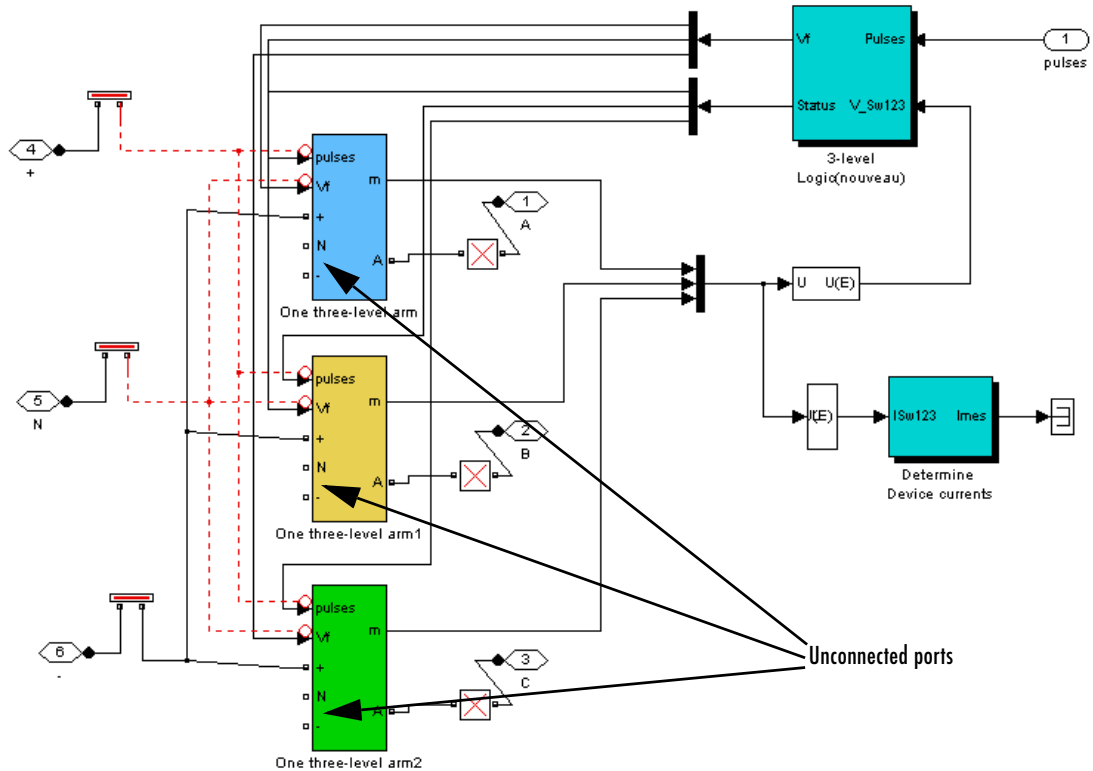 Vf
Pulses
1
pulses
Status
V_Sw123
3-level
Logic(nouveau)
4
+
pulses
Vf
m
+
N
A
-
One three-level arm
1
A
U
U(E)
5
N
pulses
Vf
m
+
N
A
-
One three-level arm1
2
B
U(E)
ISw123
Imes
Determine
Device currents
6
-
pulses
Vf
m
+
N
A
-
One three-level arm2
3
C
Unconnected ports